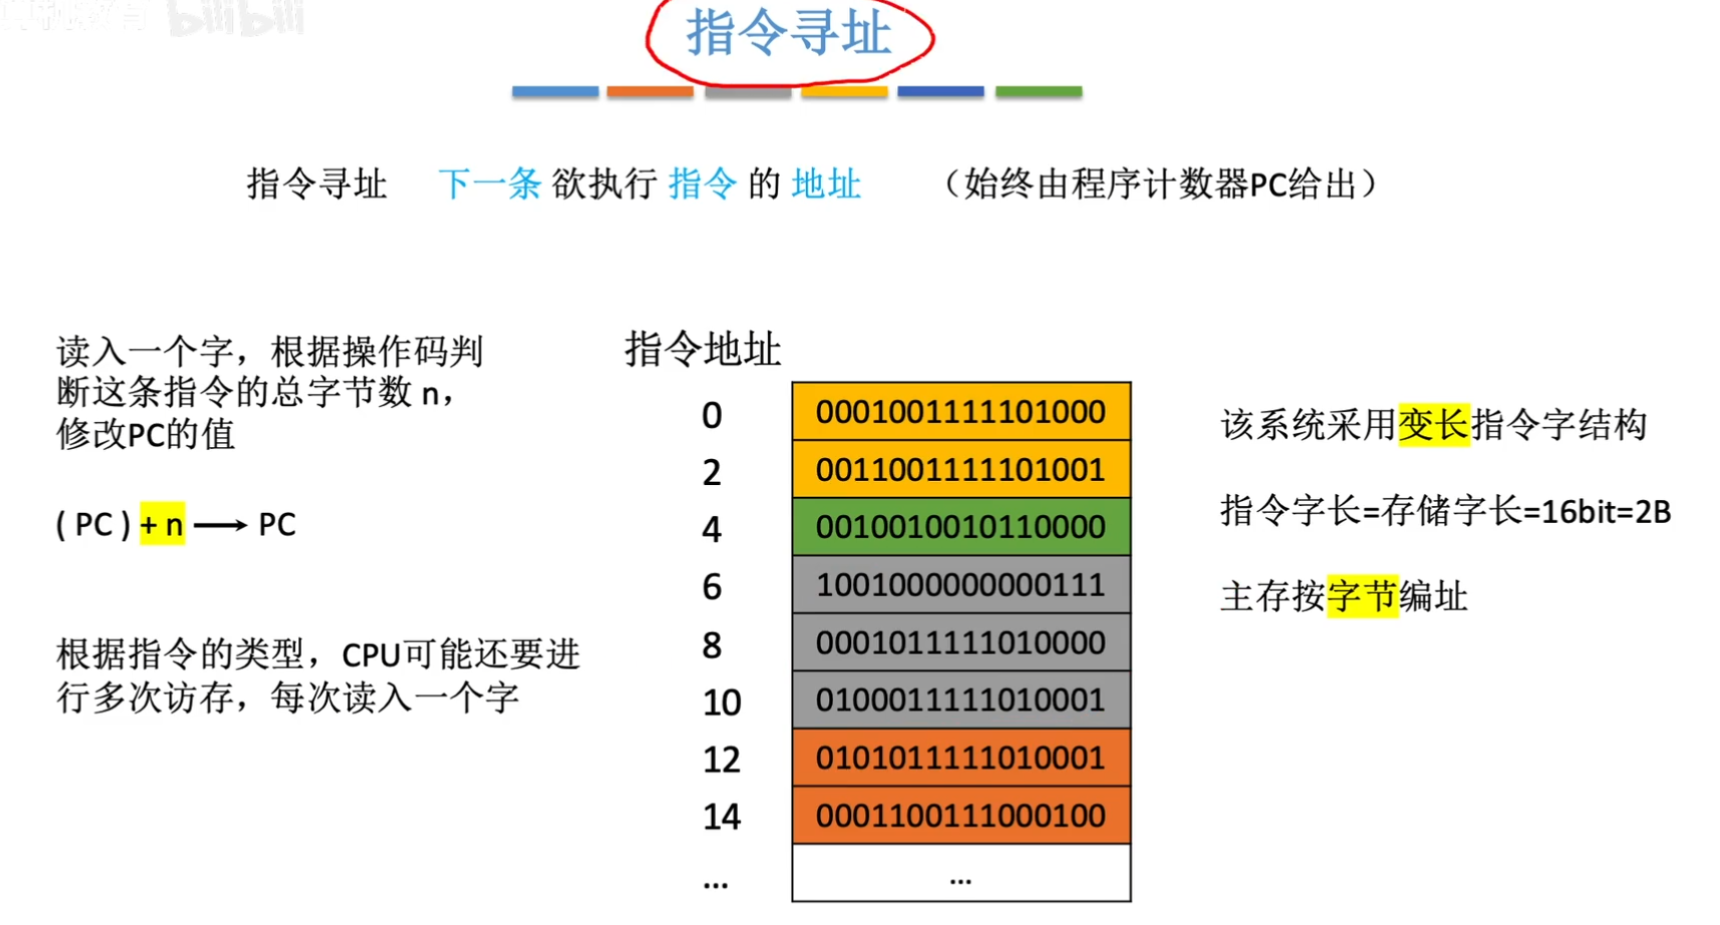 bilibili
指令寻址
指令寻址 下一条 欲执行 指令 的 地址 （始终由程序计数器PC给出）
读入一个字，根据操作码判
断这条指令的总字节数 n，
修改PC的值
( PC ) + n → PC
根据指令的类型，CPU可能还要进
行多次访存，每次读入一个字
指令地址
0 0001001111101000
2 0011001111101001
4 0010010010110000
6 1001000000000111
8 0001011111010000
10 0100011111010001
12 0101011111010001
14 0001100111000100
... ...
该系统采用变长指令字结构
指令字长=存储字长=16bit=2B
主存按字节编址